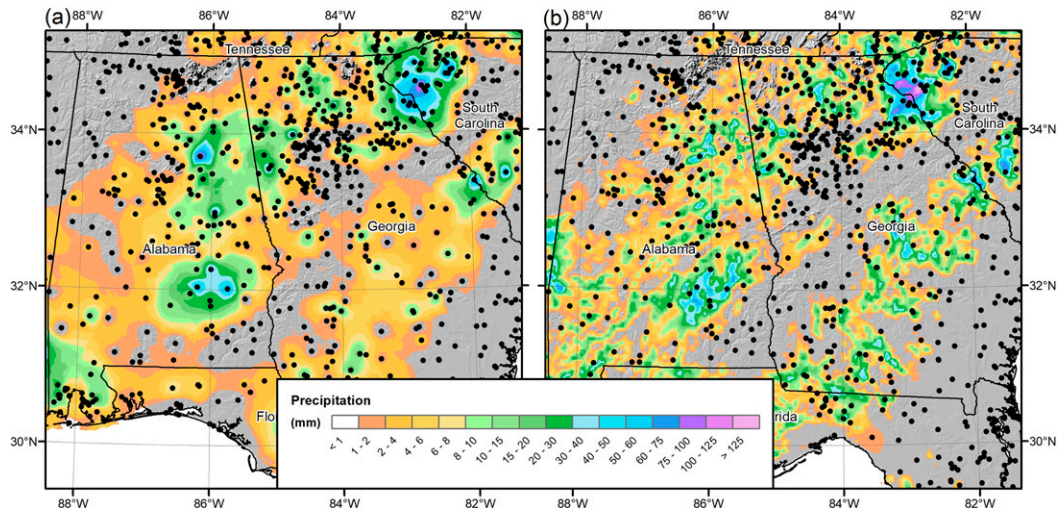 (a)
(b)
88°W 86°W 84°W 82°W 88°W 86°W 84°W 82°W
Tennessee
Tennessee
South
Carolina
South
Carolina
34°N
34°N
Georgia
Georgia
Alabama
Alabama
32°N
32°N
Flo
rida
30°N
30°N
Precipitation
(mm)
< 1
1 - 2
2 - 4
4 - 6
6 - 8
8 - 10
10 - 15
15 - 20
20 - 30
30 - 40
40 - 50
50 - 60
60 - 75
75 - 100
100 - 125
> 125
88°W 86°W 84°W 82°W 88°W 86°W 84°W 82°W